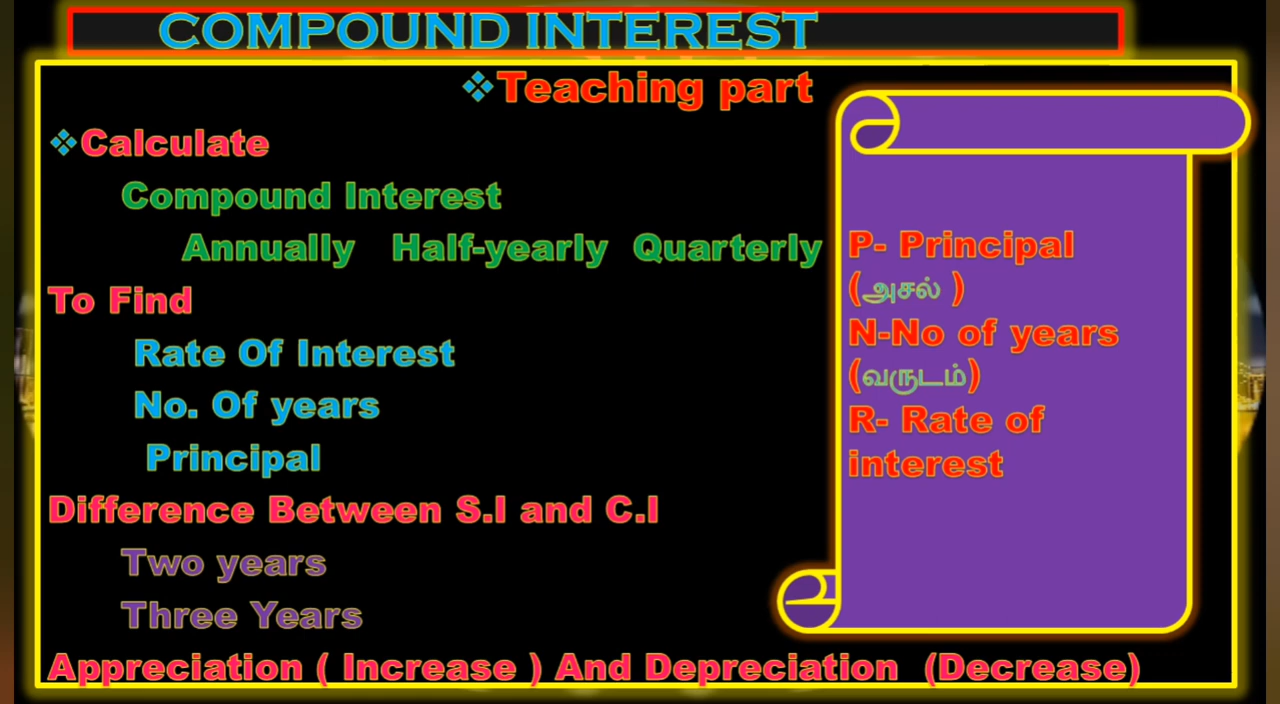 COMPOUND INTEREST
❖Teaching part
❖Calculate
Compound Interest
Annually Half-yearly Quarterly
To Find
Rate Of Interest
No. Of years
Principal
Difference Between S.I and C.I
Two years
Three Years
Appreciation ( Increase ) And Depreciation (Decrease)
P- Principal
(அசல் )
N-No of years
(வருடம்)
R- Rate of
interest